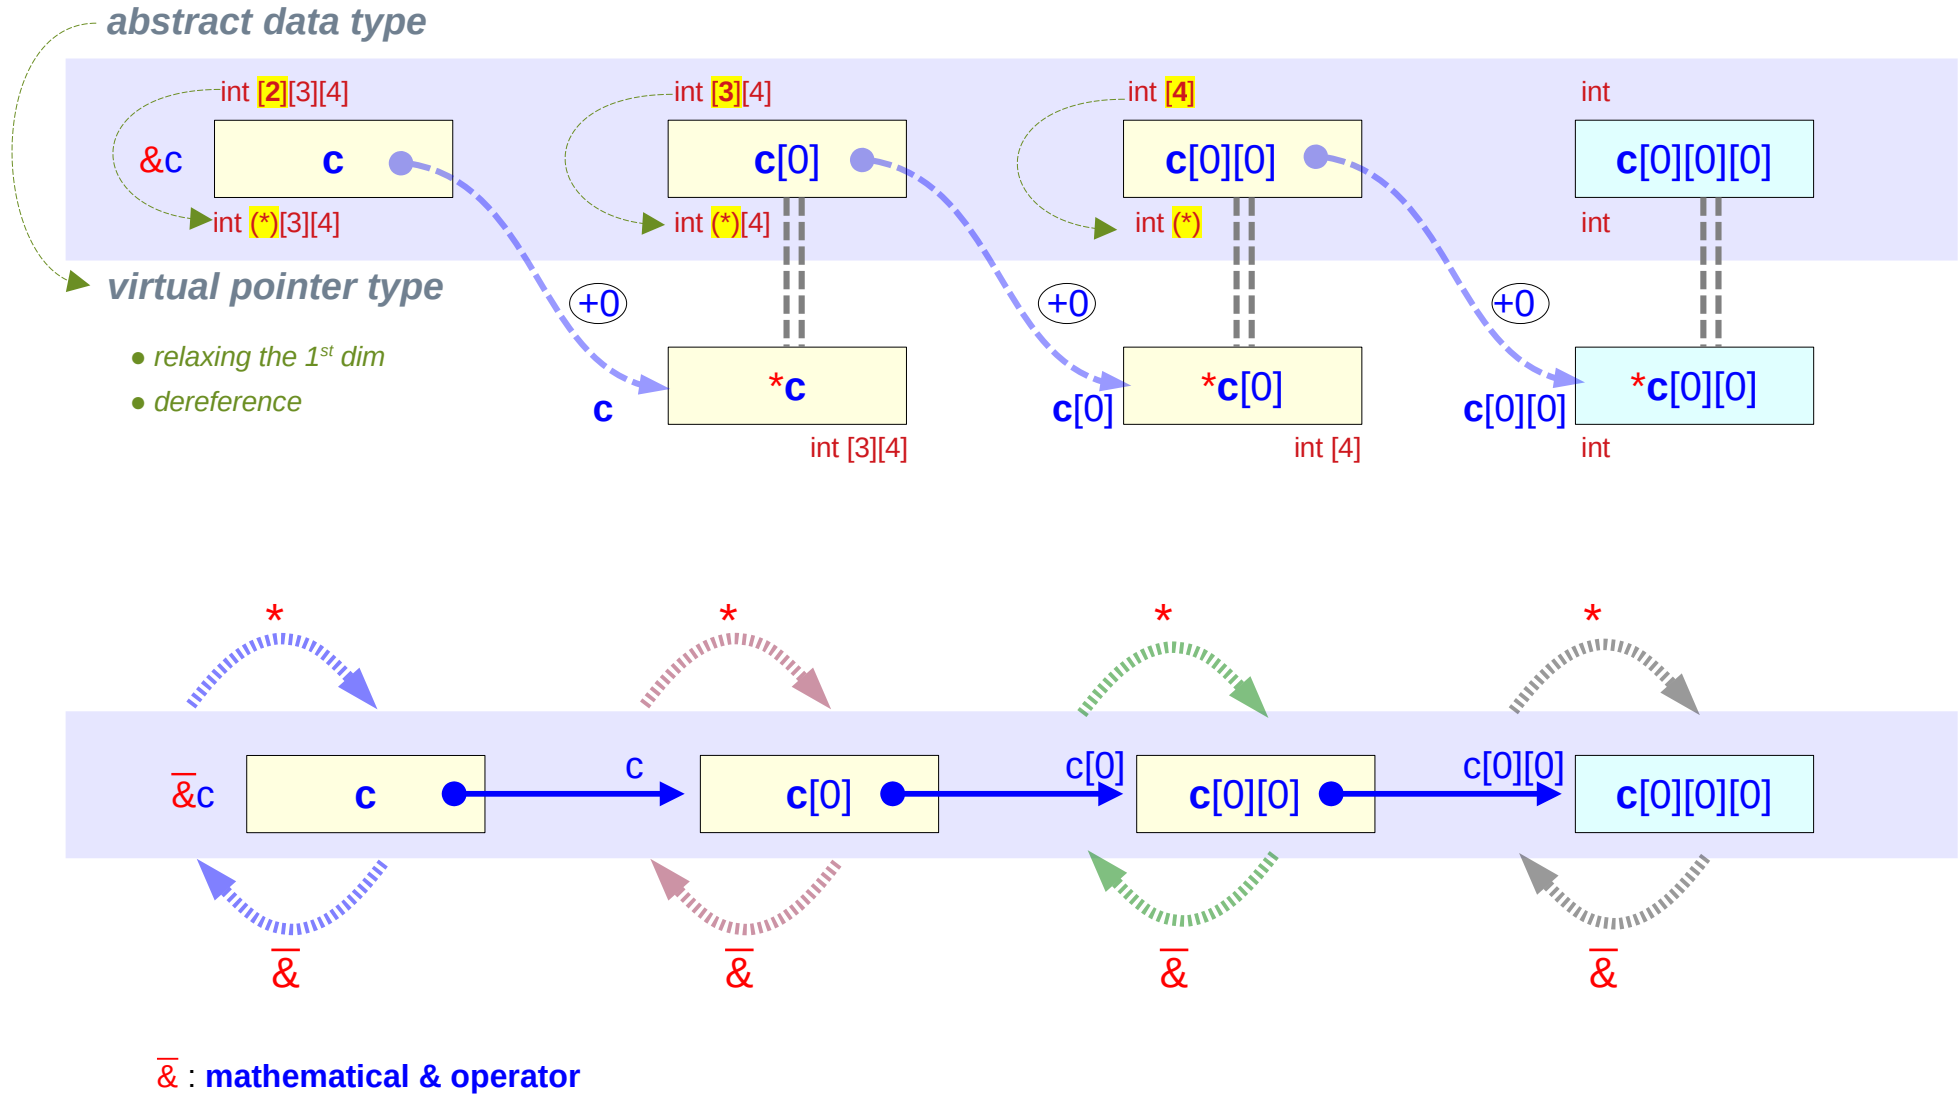 abstract data type
int [2][3][4] int [3][4] int [4] int
&c c c[0] c[0][0] c[0][0][0]
int (*)[3][4] int (*)[4] int (*) int
virtual pointer type
+0 +0 +0
● relaxing the 1st dim
● dereference
*c *c[0] *c[0][0]
c c[0] c[0][0]
int [3][4] int [4] int
* * * *
c c[0] c[0][0]
&̅c c c[0] c[0][0] c[0][0][0]
&̅ &̅ &̅ &̅
&̅ : mathematical & operator